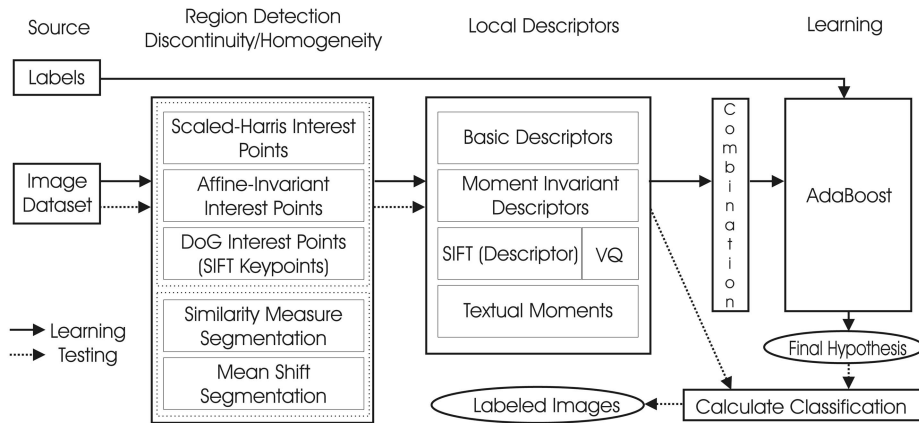 Source
Region Detection
Discontinuity/Homogeneity
Local Descriptors
Learning
Labels
Image
Dataset
Scaled-Harris Interest
Points
Affine-Invariant
Interest Points
DoG Interest Points
(SIFT Keypoints)
Similarity Measure
Segmentation
Mean Shift
Segmentation
Basic Descriptors
Moment Invariant
Descriptors
SIFT (Descriptor)
VQ
Textual Moments
Combination
AdaBoost
Final Hypothesis
Calculate Classification
Labeled Images
Learning
Testing